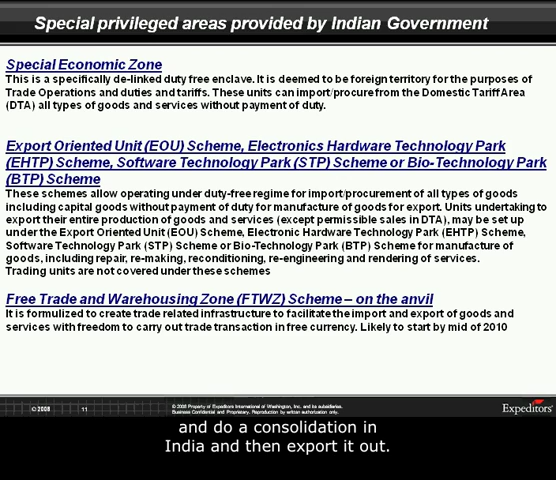 Special privileged areas provided by Indian Government
Special Economic Zone
This is a specifically de-linked duty free enclave. It is deemed to be foreign territory for the purposes of
Trade Operations and duties and tariffs. These units can import/procure from the Domestic Tariff Area
(DTA) all types of goods and services without payment of duty.
Export Oriented Unit (EOU) Scheme, Electronics Hardware Technology Park
(EHTP) Scheme, Software Technology Park (STP) Scheme or Bio-Technology Park
(BTP) Scheme
These schemes allow operating under duty-free regime for import/procurement of all types of goods
including capital goods without payment of duty for manufacture of goods for export. Units undertaking to
export their entire production of goods and services (except permissible sales in DTA), may be set up
under the Export Oriented Unit (EOU) Scheme, Electronic Hardware Technology Park (EHTP) Scheme,
Software Technology Park (STP) Scheme or Bio-Technology Park (BTP) Scheme for manufacture of
goods, including repair, re-making, reconditioning, re-engineering and rendering of services.
Trading units are not covered under these schemes
Free Trade and Warehousing Zone (FTWZ) Scheme – on the anvil
It is formulized to create trade related infrastructure to facilitate the import and export of goods and
services with freedom to carry out trade transaction in free currency. Likely to start by mid of 2010
© 2008
11
© 2008 Property of Expeditors International of Washington, Inc. and its subsidiaries.
Business Confidential and Proprietary. Reproduction by written authorization only.
Expeditors
and do a consolidation in
India and then export it out.